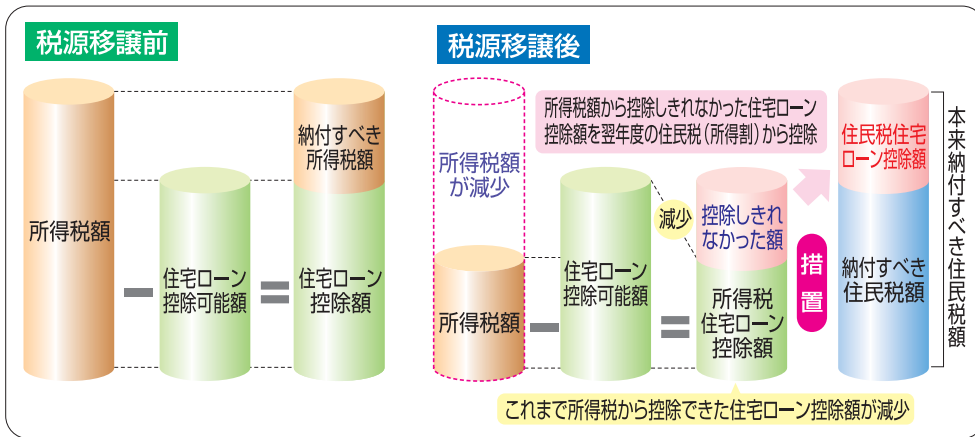 税源移譲前
所得税額
住宅ローン
控除可能額
納付すべき
所得税額
住宅ローン
控除額
税源移譲後
所得税額
が減少
所得税額
住宅ローン
控除可能額
減少
控除しきれ
なかった額
所得税
住宅ローン
控除額
これまで所得税から控除できた住宅ローン控除額が減少
所得税額から控除しきれなかった住宅ローン
控除額を翌年度の住民税(所得割)から控除
措置
住民税住宅
ローン控除額
納付すべき
住民税額
本来納付すべき住民税額